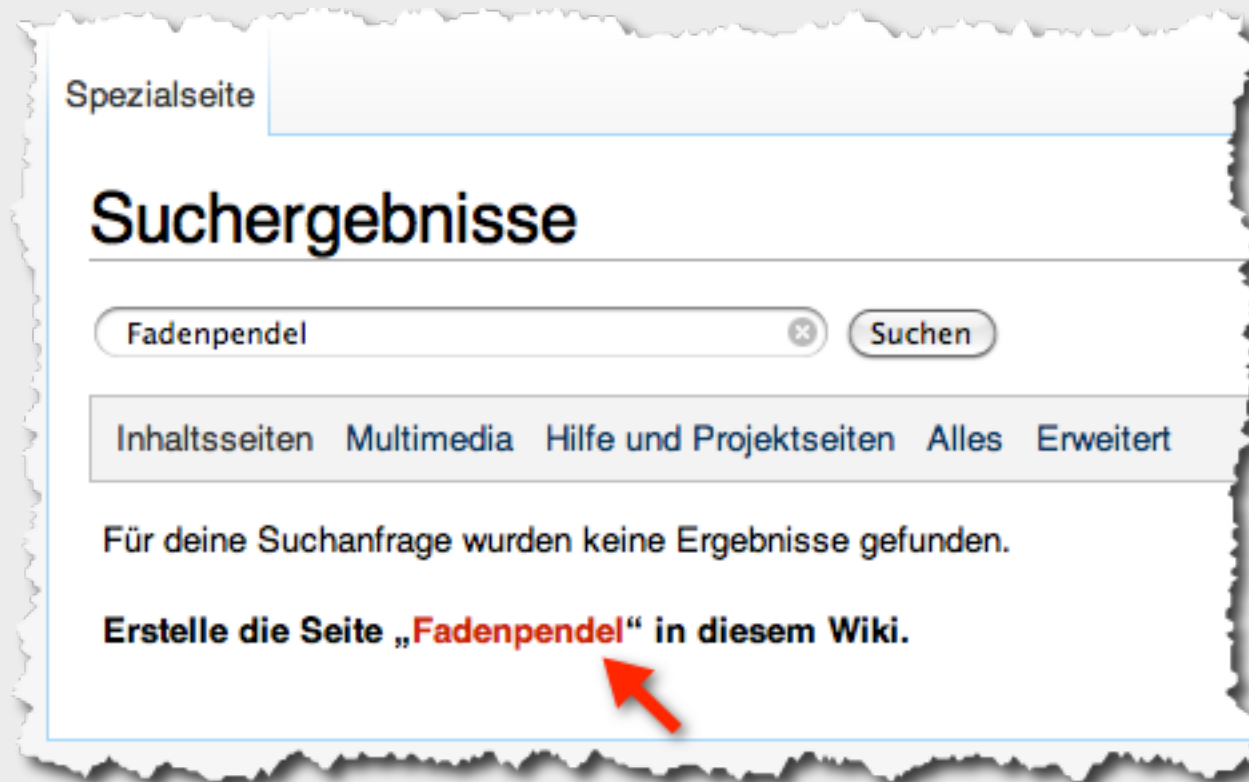 Spezialseite
Suchergebnisse
Fadenpendel Suchen
Inhaltsseiten Multimedia Hilfe und Projektseiten Alles Erweitert
Für deine Suchanfrage wurden keine Ergebnisse gefunden.
Erstelle die Seite „Fadenpendel“ in diesem Wiki.